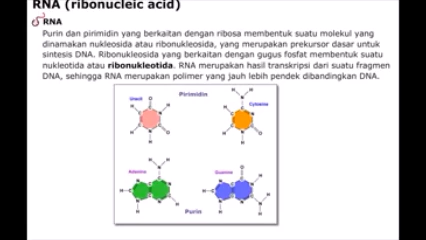 RNA (ribonucleic acid)
RNA
Purin dan pirimidin yang berkaitan dengan ribosa membentuk suatu molekul yang
dinamakan nukleosida atau ribonukleosida, yang merupakan prekursor dasar untuk
sintesis DNA. Ribonukleosida yang berkaitan dengan gugus fosfat membentuk suatu
nukleotida atau ribonukleotida. RNA merupakan hasil transkripsi dari suatu fragmen
DNA, sehingga RNA merupakan polimer yang jauh lebih pendek dibandingkan DNA.
Pirimidin
Uracil
Cytosine
Adenine
Guanine
Purin